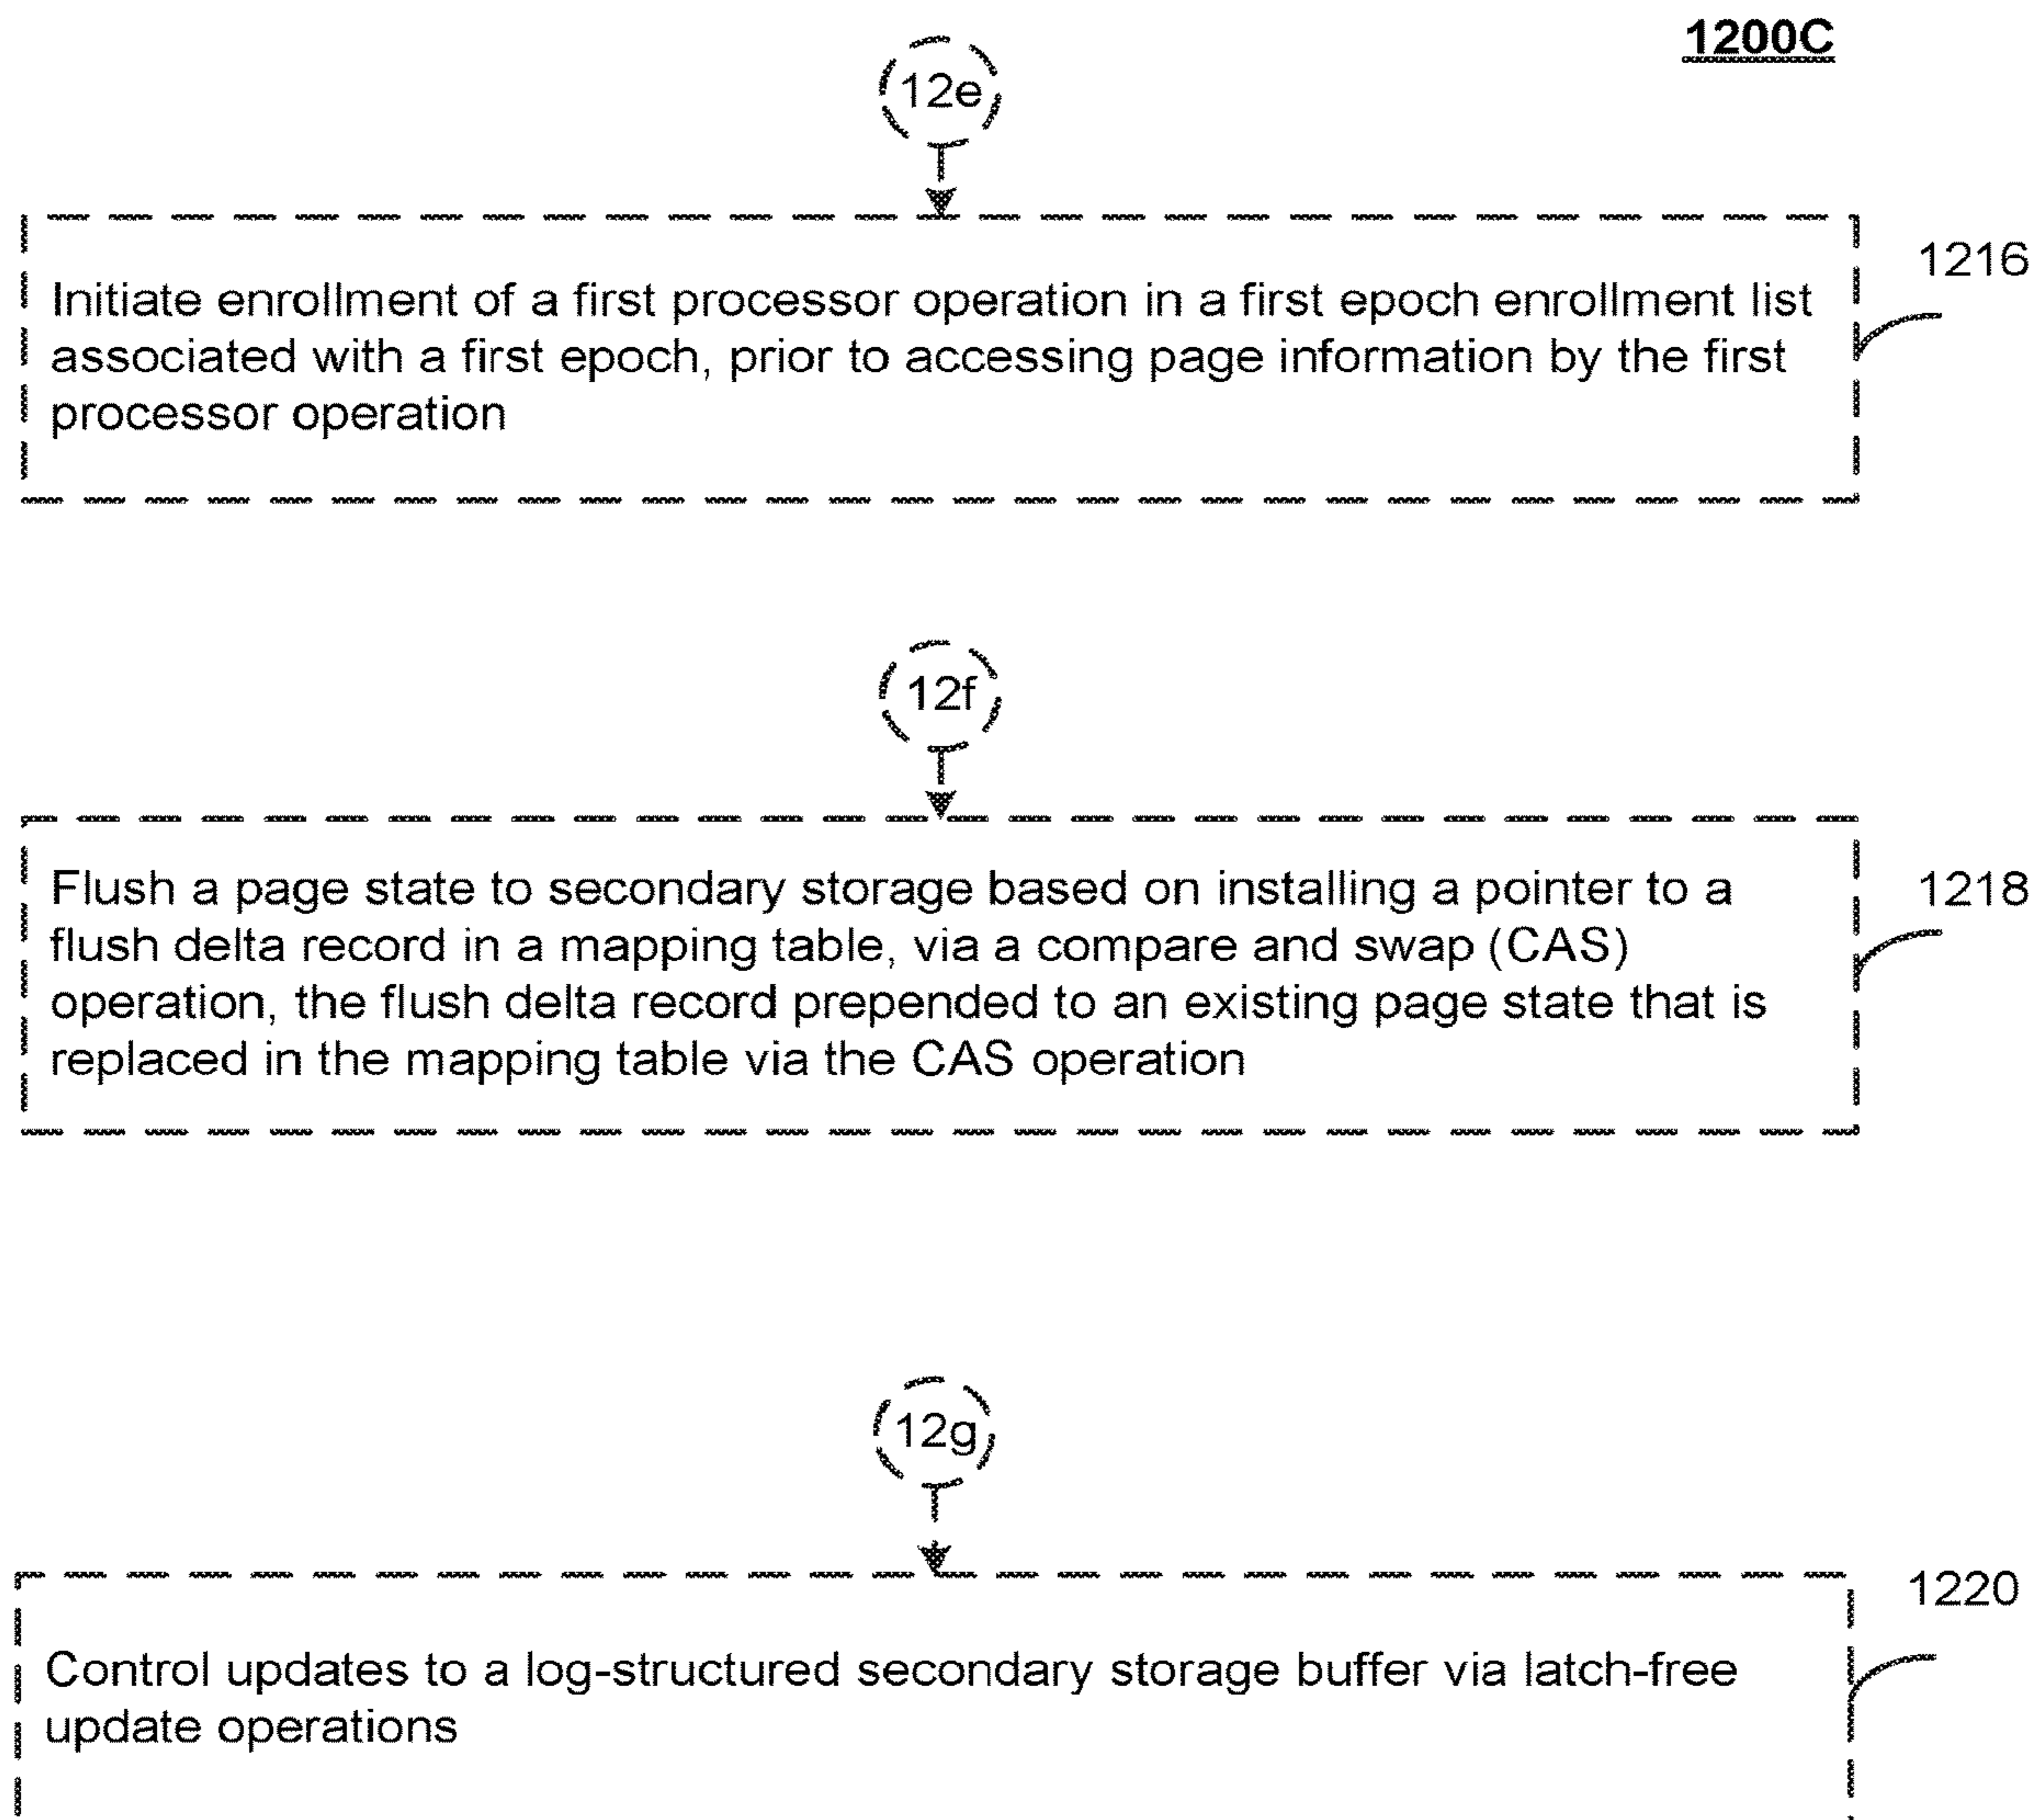 1200C
12e
1216
Initiate enrollment of a first processor operation in a first epoch enrollment list
associated with a first epoch, prior to accessing page information by the first
processor operation
12f
1218
Flush a page state to secondary storage based on installing a pointer to a
flush delta record in a mapping table, via a compare and swap (CAS)
operation, the flush delta record prepended to an existing page state that is
replaced in the mapping table via the CAS operation
12g
1220
Control updates to a log-structured secondary storage buffer via latch-free
update operations